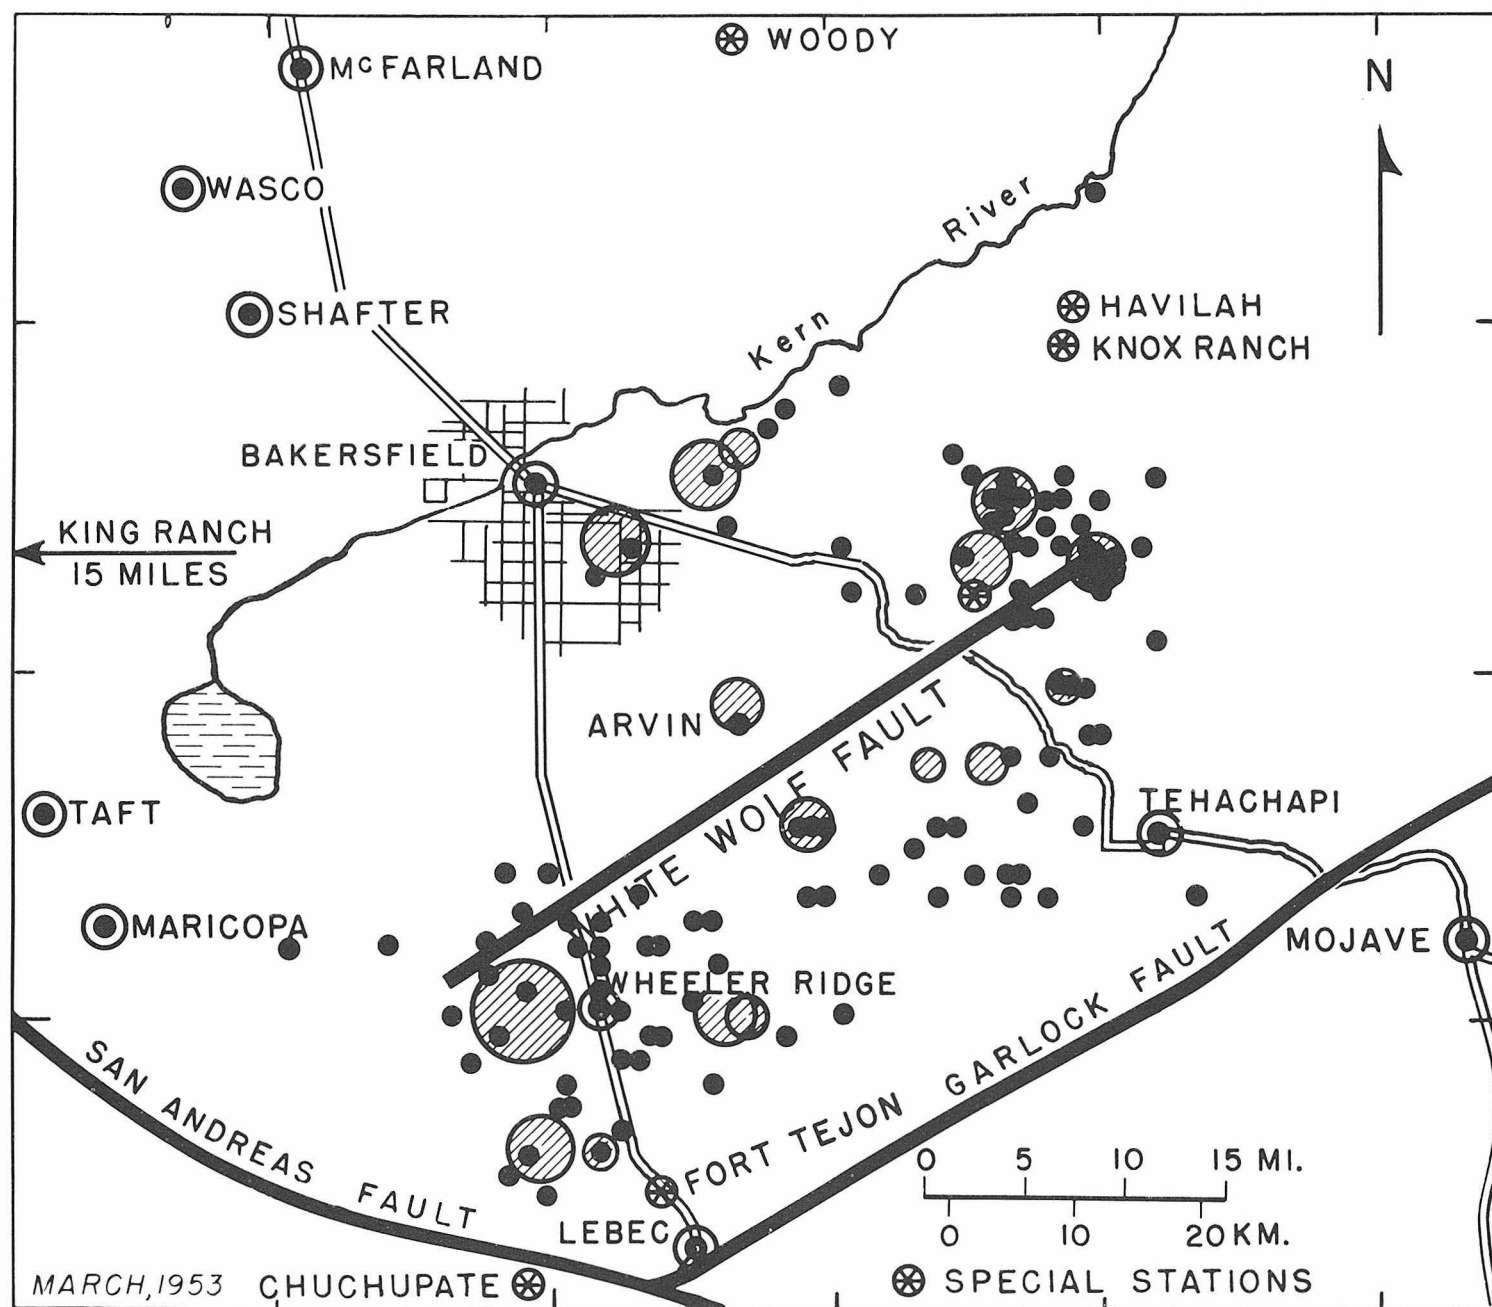 WOODY
McFARLAND
N
WASCO
River
HAVILAH
SHAFTER
Kern
KNOX RANCH
BAKERSFIELD
KING RANCH
15 MILES
ARVIN
WHITE WOLF FAULT
TAFT
TEHACHAPI
MARICOPA
MOJAVE
WHEELER RIDGE
SAN ANDREAS FAULT
FORT TEJON
GARLOCK FAULT
0 5 10 15 MI.
0 10 20 KM.
LEBEC
MARCH, 1953
CHUCHUPATE
SPECIAL STATIONS